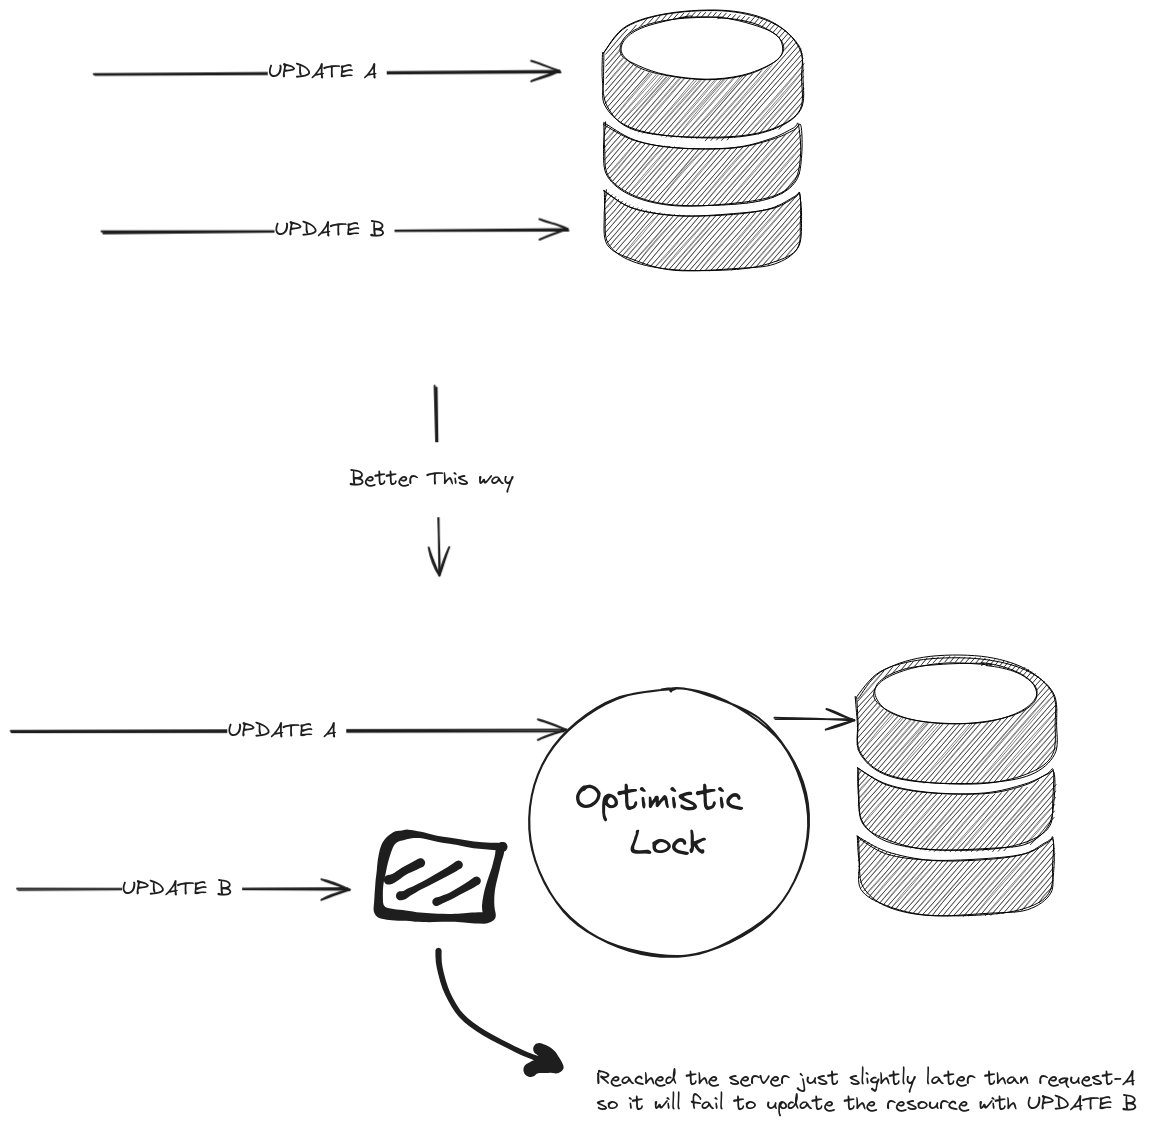 UPDATE A
UPDATE B
Better This way
UPDATE A
Optimistic
Lock
UPDATE B
Reached the server just slightly later than request-A
so it will fail to update the resource with UPDATE B